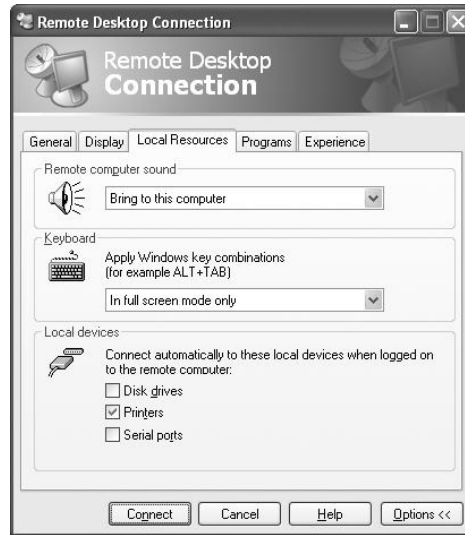 Remote Desktop Connection
Remote Desktop
Connection
General Display Local Resources Programs Experience
Remote computer sound
Bring to this computer
Keyboard
Apply Windows key combinations
(for example ALT+TAB)
In full screen mode only
Local devices
Connect automatically to these local devices when logged on
to the remote computer:
Disk drives
Printers
Serial ports
Connect Cancel Help Options <<